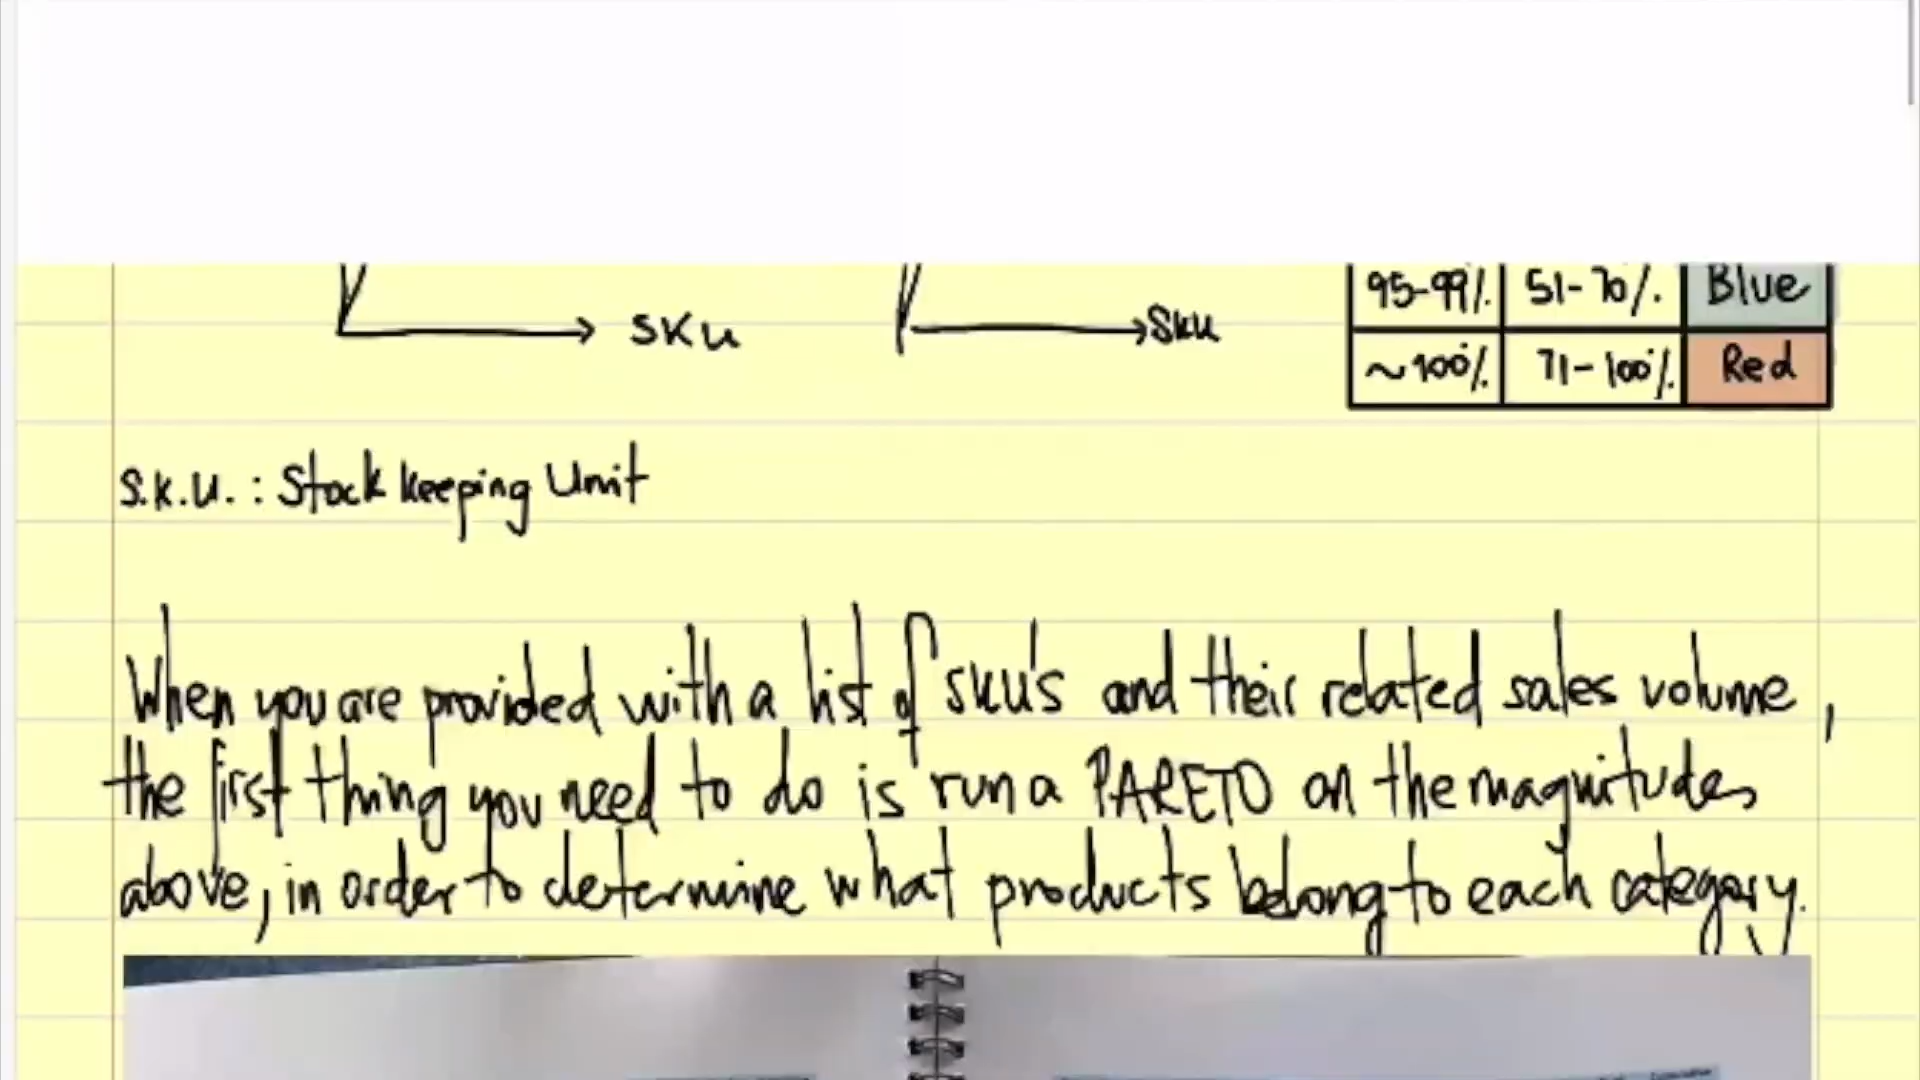 95-99% 51-70% Blue
SKU SKU
~100% 71-100% Red
S.K.U. : Stock keeping Unit
When you are provided with a list of SKU's and their related sales volume,
the first thing you need to do is run a PARETO on the magnitudes
above, in order to determine what products belong to each category.